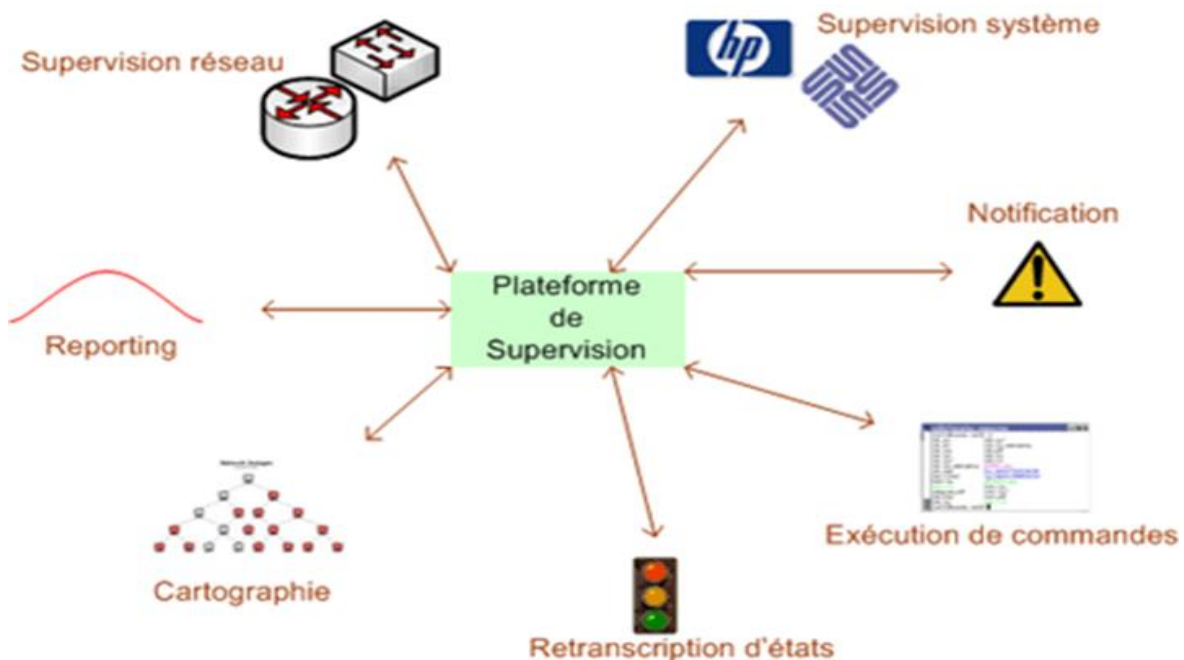 Supervision réseau
hp
Supervision système
Notification
Plateforme
de
Supervision
Reporting
Cartographie
Exécution de commandes
Retranscription d'états